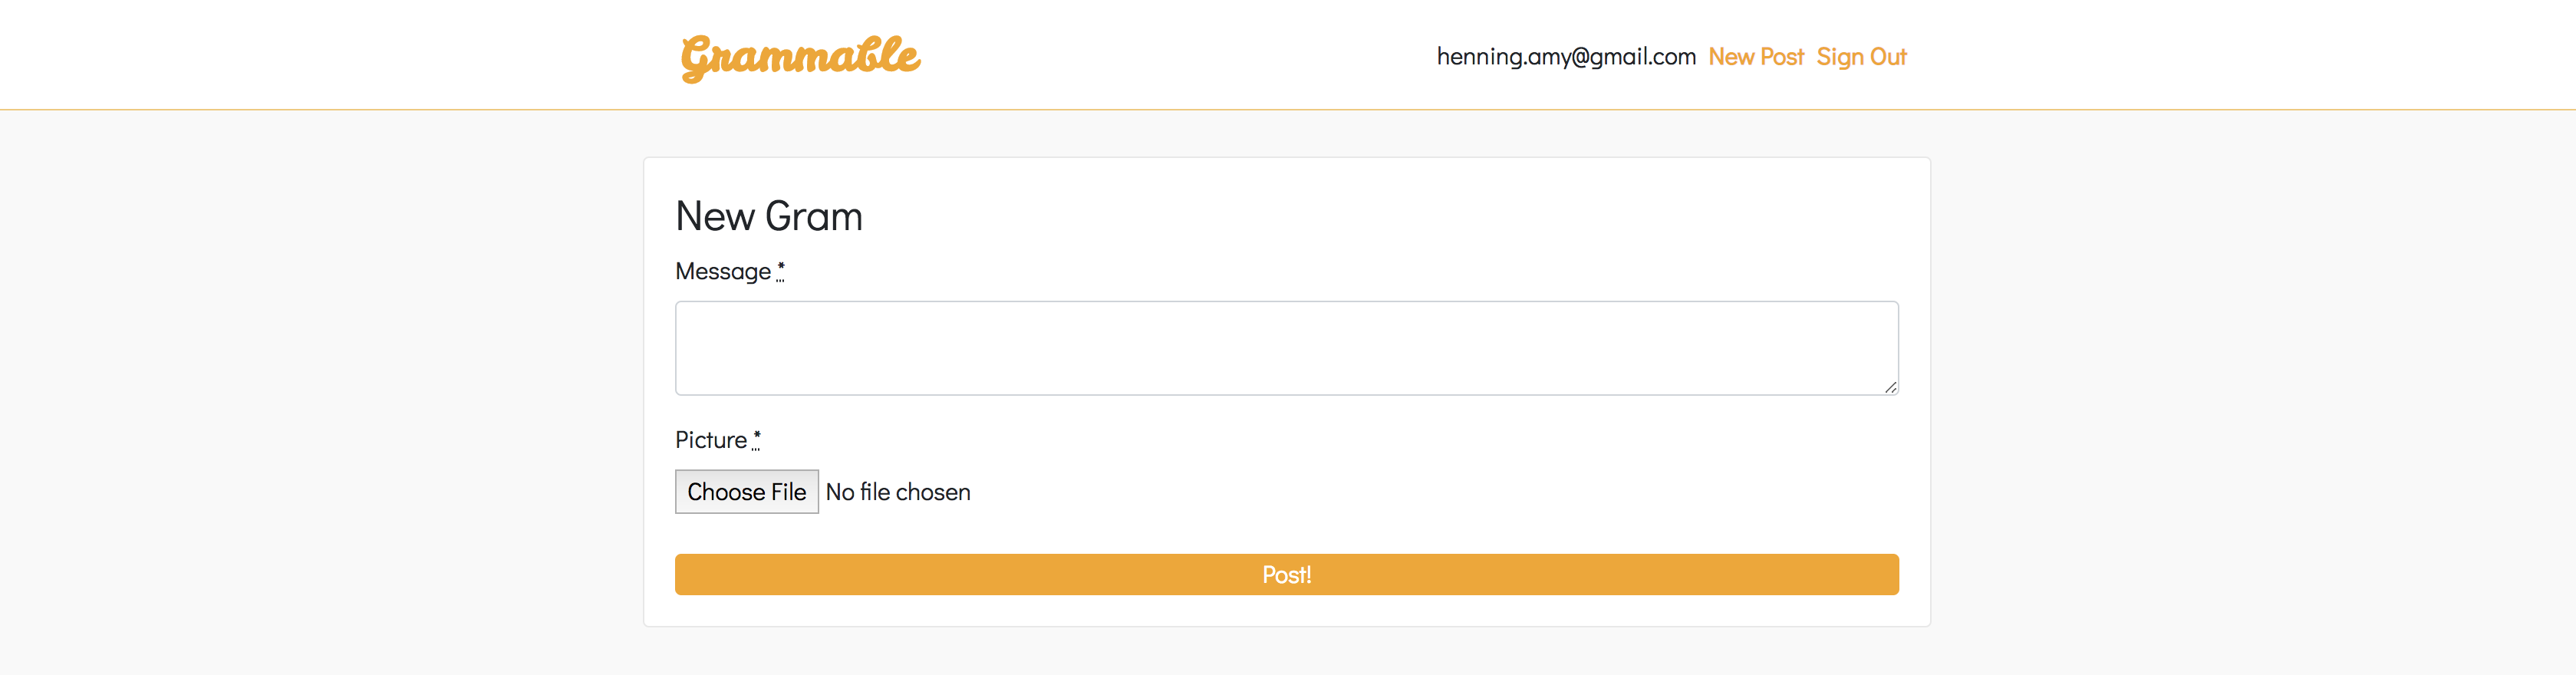 Grammable henning.amy@gmail.com New Post Sign Out
New Gram
Message *
Picture *
Choose File No file chosen
Post!